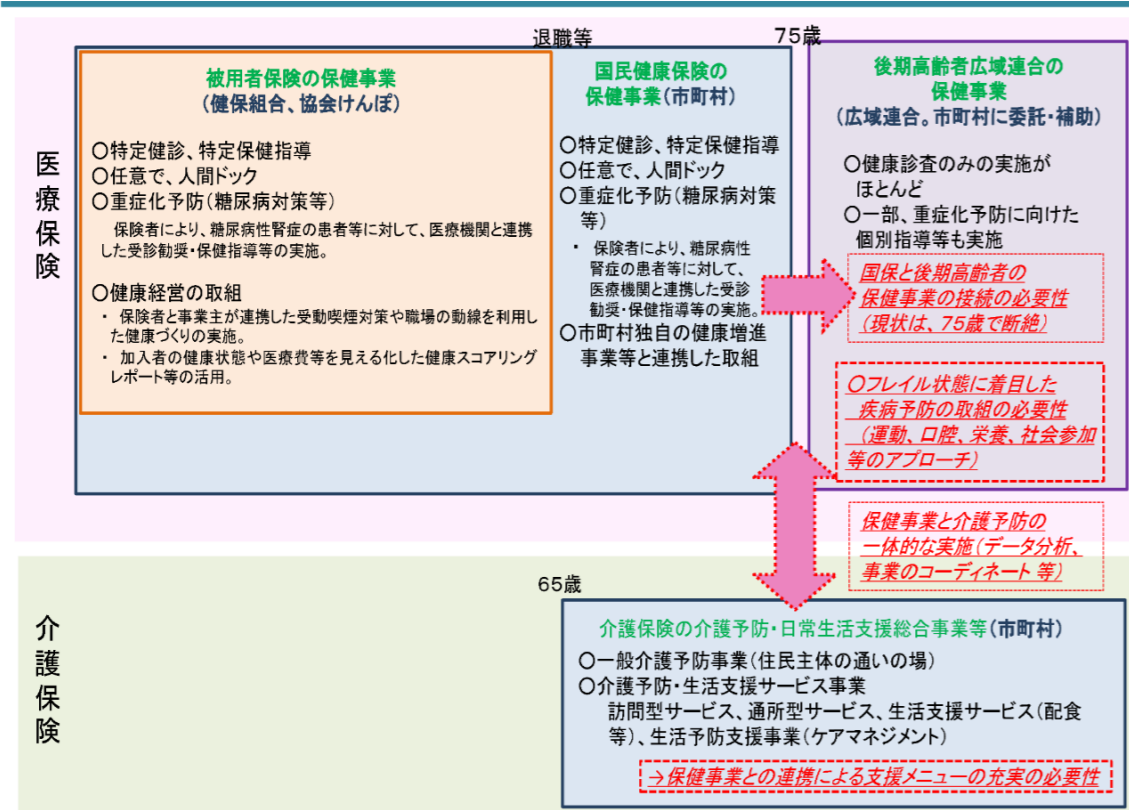 退職等
75歳
医療保険
被用者保険の保健事業
（健保組合、協会けんぽ）
○特定健診、特定保健指導
○任意で、人間ドック
○重症化予防（糖尿病対策等）
保険者により、糖尿病性腎症の患者等に対して、医療機関と連携
した受診勧奨・保健指導等の実施。
○健康経営の取組
・ 保険者と事業主が連携した受動喫煙対策や職場の動線を利用し
た健康づくりの実施。
・ 加入者の健康状態や医療費等を見える化した健康スコアリング
レポート等の活用。
国民健康保険の
保健事業（市町村）
○特定健診、特定保健指導
○任意で、人間ドック
○重症化予防（糖尿病対策
等）
・ 保険者により、糖尿病性
腎症の患者等に対して、
医療機関と連携した受診
勧奨・保健指導等の実施。
○市町村独自の健康増進
事業等と連携した取組
後期高齢者広域連合の
保健事業
（広域連合。市町村に委託・補助）
○健康診査のみの実施が
ほとんど
○一部、重症化予防に向けた
個別指導等も実施
国保と後期高齢者の
保健事業の接続の必要性
（現状は、75歳で断絶）
○フレイル状態に着目した
疾病予防の取組の必要性
（運動、口腔、栄養、社会参加
等のアプローチ）
保健事業と介護予防の
一体的な実施（データ分析、
事業のコーディネート 等）
65歳
介護保険
介護保険の介護予防・日常生活支援総合事業等（市町村）
○一般介護予防事業（住民主体の通いの場）
○介護予防・生活支援サービス事業
訪問型サービス、通所型サービス、生活支援サービス（配食
等）、生活予防支援事業（ケアマネジメント）
→保健事業との連携による支援メニューの充実の必要性